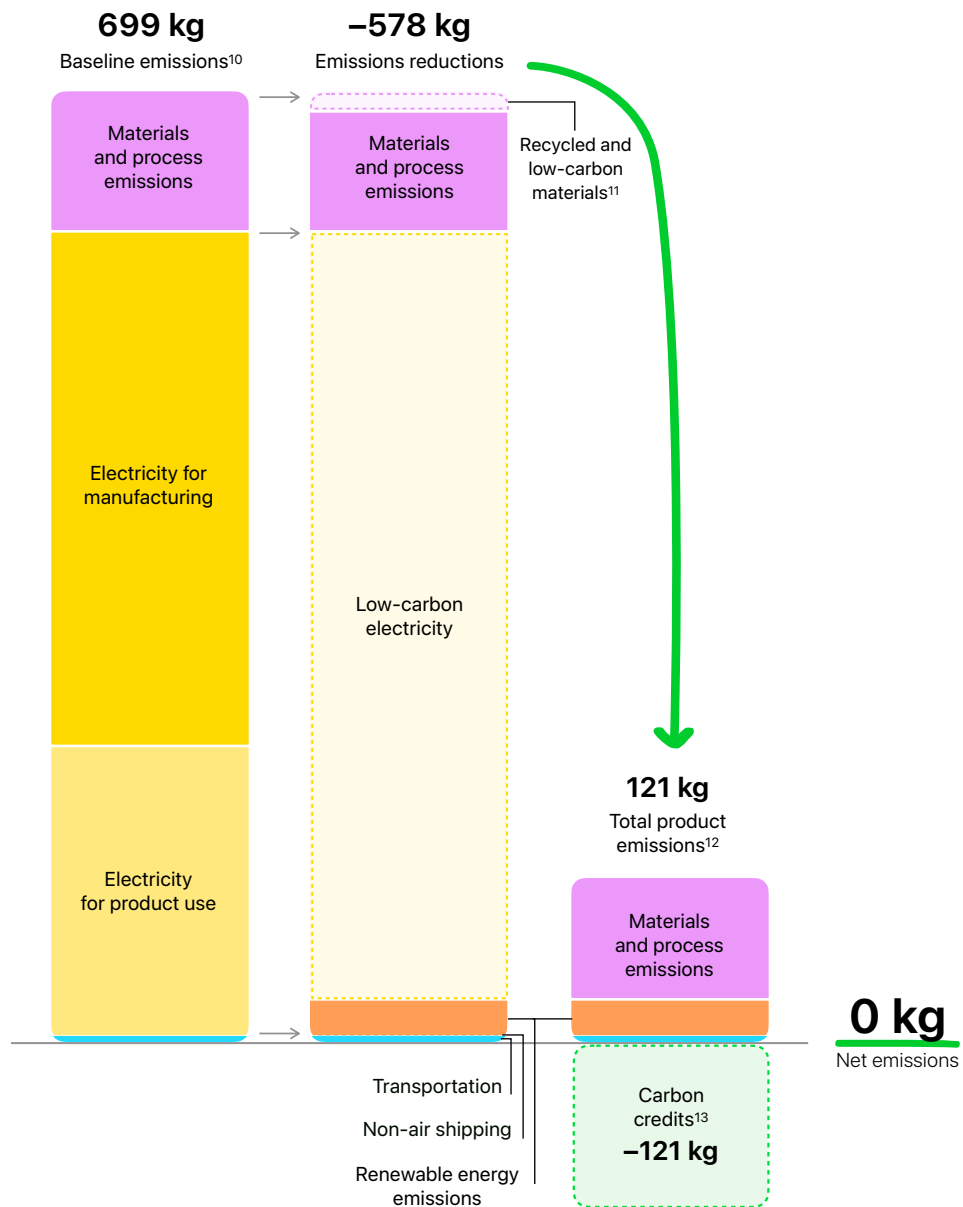 699 kg
Baseline emissions¹⁰
–578 kg
Emissions reductions
Materials
and process
emissions
Materials
and process
emissions
Recycled and
low-carbon
materials¹¹
Electricity for
manufacturing
Low-carbon
electricity
121 kg
Total product
emissions¹²
Electricity
for product use
Materials
and process
emissions
0 kg
Net emissions
Transportation
Non-air shipping
Renewable energy
emissions
Carbon
credits¹³
–121 kg